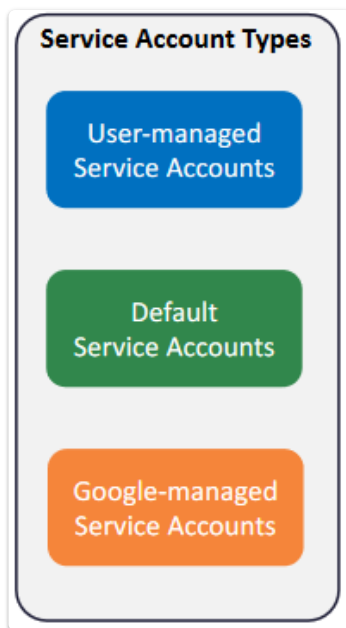 Service Account Types
User-managed
Service Accounts
Default
Service Accounts
Google-managed
Service Accounts